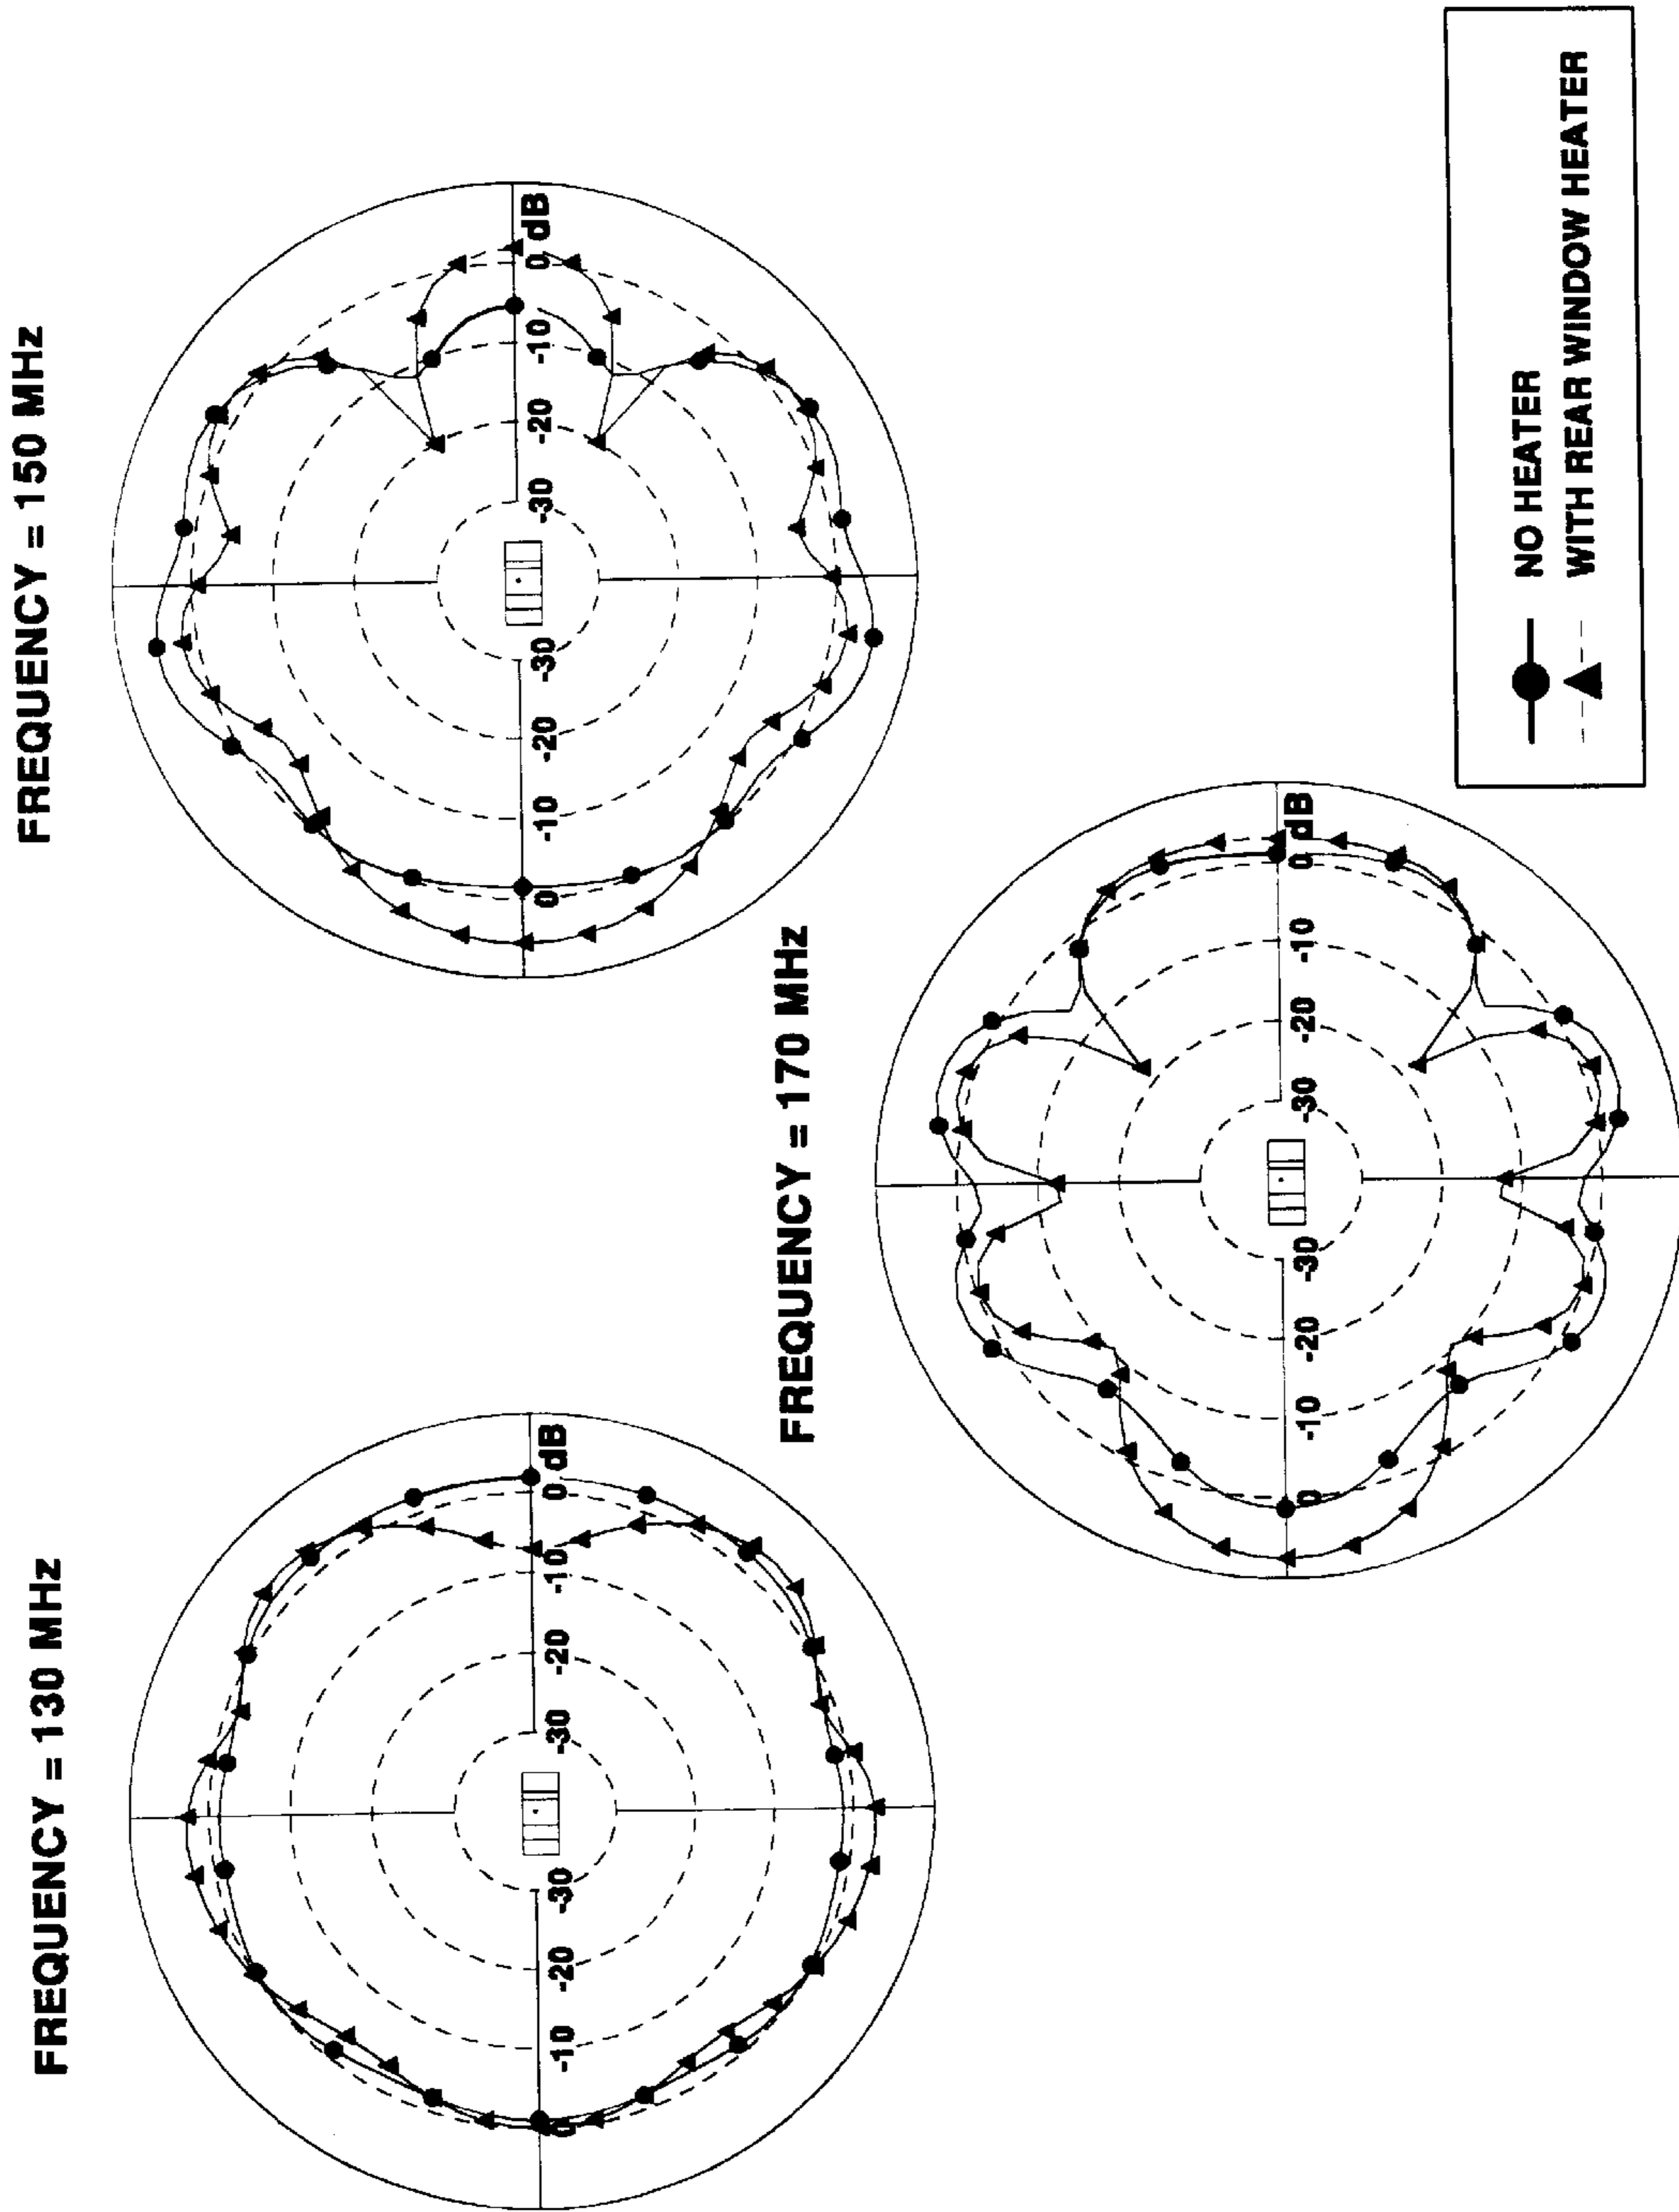 FREQUENCY = 130 MHz
0 -10 -20 -30 -30 -20 -10 0 dB
FREQUENCY = 150 MHz
0 -10 -20 -30 -30 -20 -10 0 dB
FREQUENCY = 170 MHz
0 -10 -20 -30 -30 -20 -10 0 dB
NO HEATER
WITH REAR WINDOW HEATER